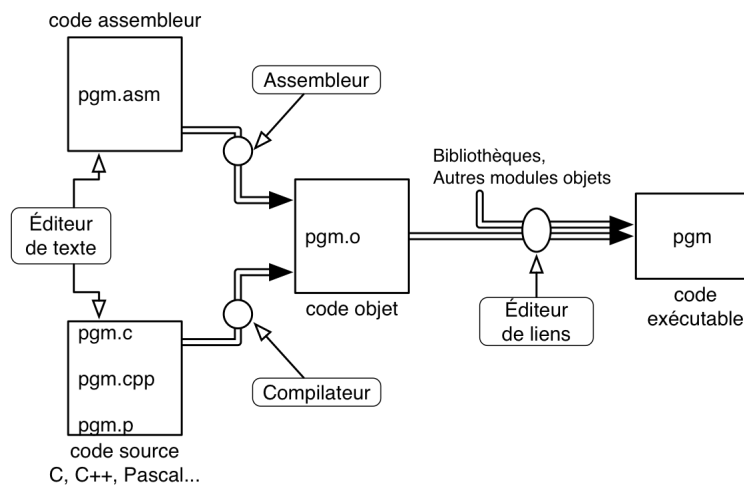 code assembleur
pgm.asm
Assembleur
Bibliothèques,
Autres modules objets
Éditeur
de texte
pgm.o
pgm
code objet
code
exécutable
Éditeur
de liens
pgm.c
pgm.cpp
pgm.p
Compilateur
code source
C, C++, Pascal...